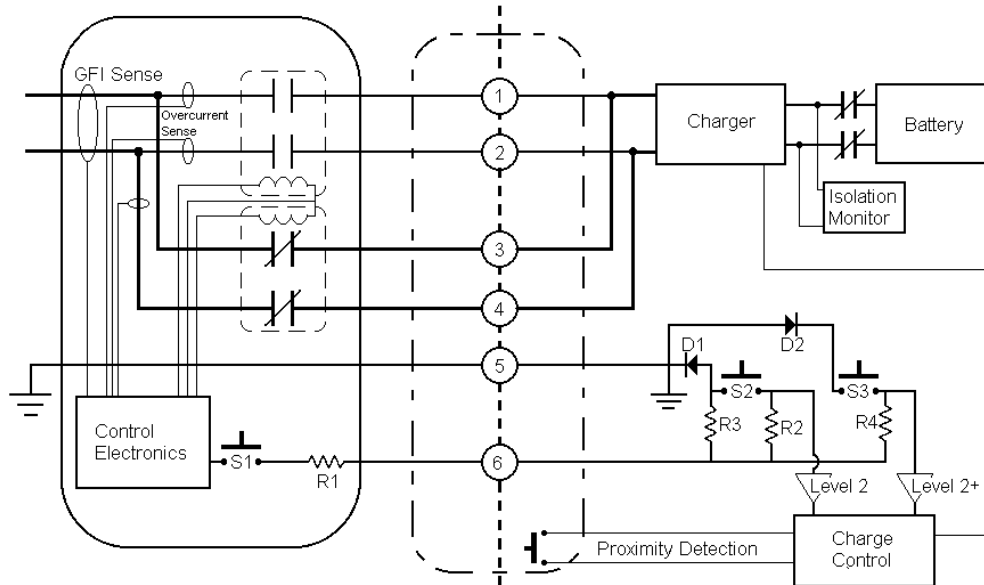 GFI Sense
Overcurrent
Sense
1
2
3
4
5
6
Charger
Battery
Isolation
Monitor
D1
D2
S2
S3
R3
R2
R4
Control
Electronics
S1
R1
Level 2
Level 2+
Proximity Detection
Charge
Control